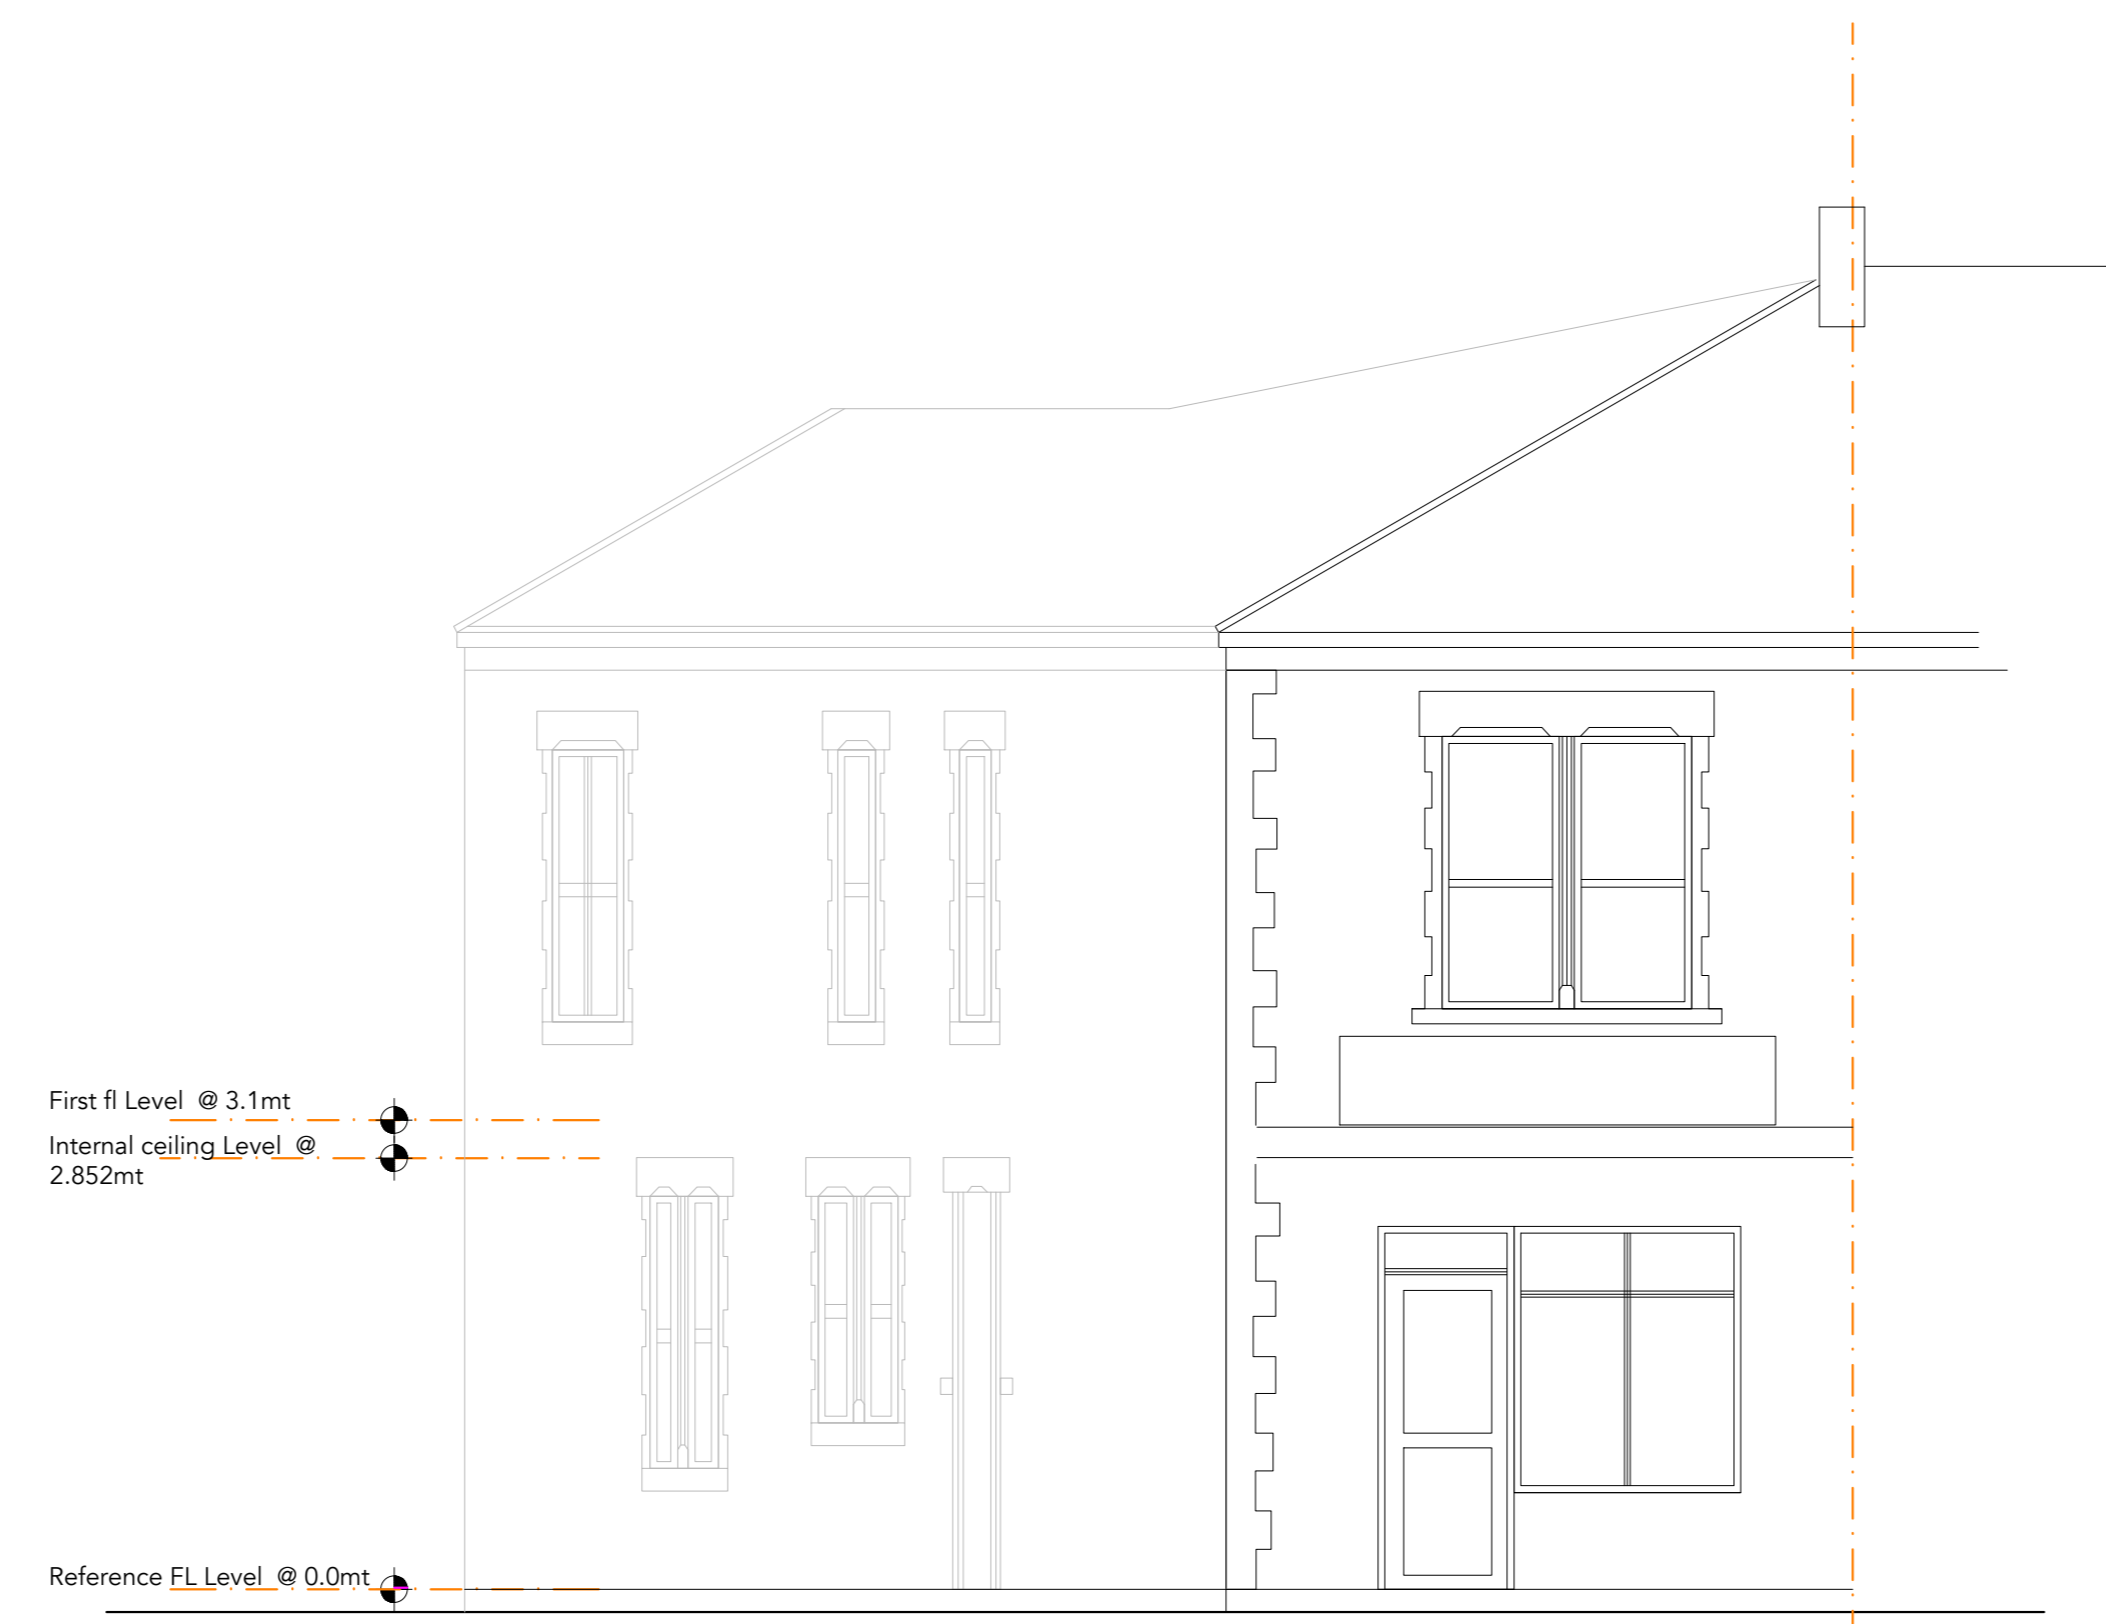 First fl Level @ 3.1mt
Internal ceiling Level @
2.852mt
Reference FL Level @ 0.0mt